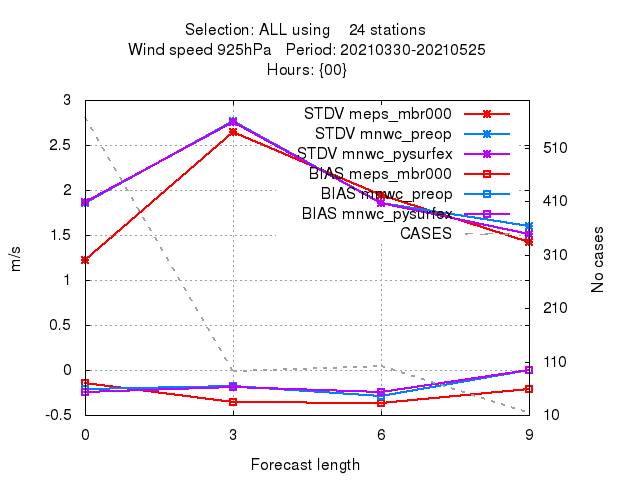 Selection: ALL using 24 stations
Wind speed 925hPa Period: 20210330-20210525
Hours: {00}
STDV meps_mbr000
STDV mnwc_preop
STDV mnwc_pysurfex
BIAS meps_mbr000
BIAS mnwc_preop
BIAS mnwc_pysurfex
CASES
3
2.5
2
1.5
1
0.5
0
-0.5
m/s
510
410
310
210
110
10
No cases
0 3 6 9
Forecast length